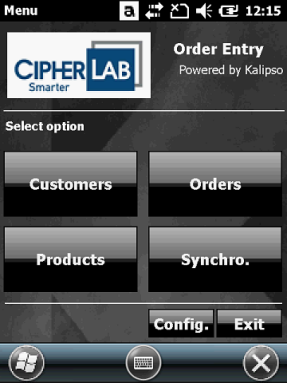 Menu a 12:15
CIPHERLAB
Smarter
Order Entry
Powered by Kalipso
Select option
Customers
Orders
Products
Synchro.
Config.
Exit